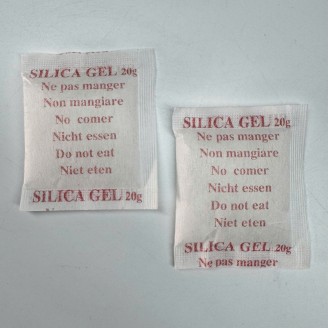 SILICA GEL 20g
Ne pas manger
Non mangiare
No comer
Nicht essen
Do not eat
Niet eten
SILICA GEL 20g
SILICA GEL 20g
Ne pas manger
Non mangiare
No comer
Nicht essen
Do not eat
Niet eten
SILICA GEL 20g
Ne pas manger